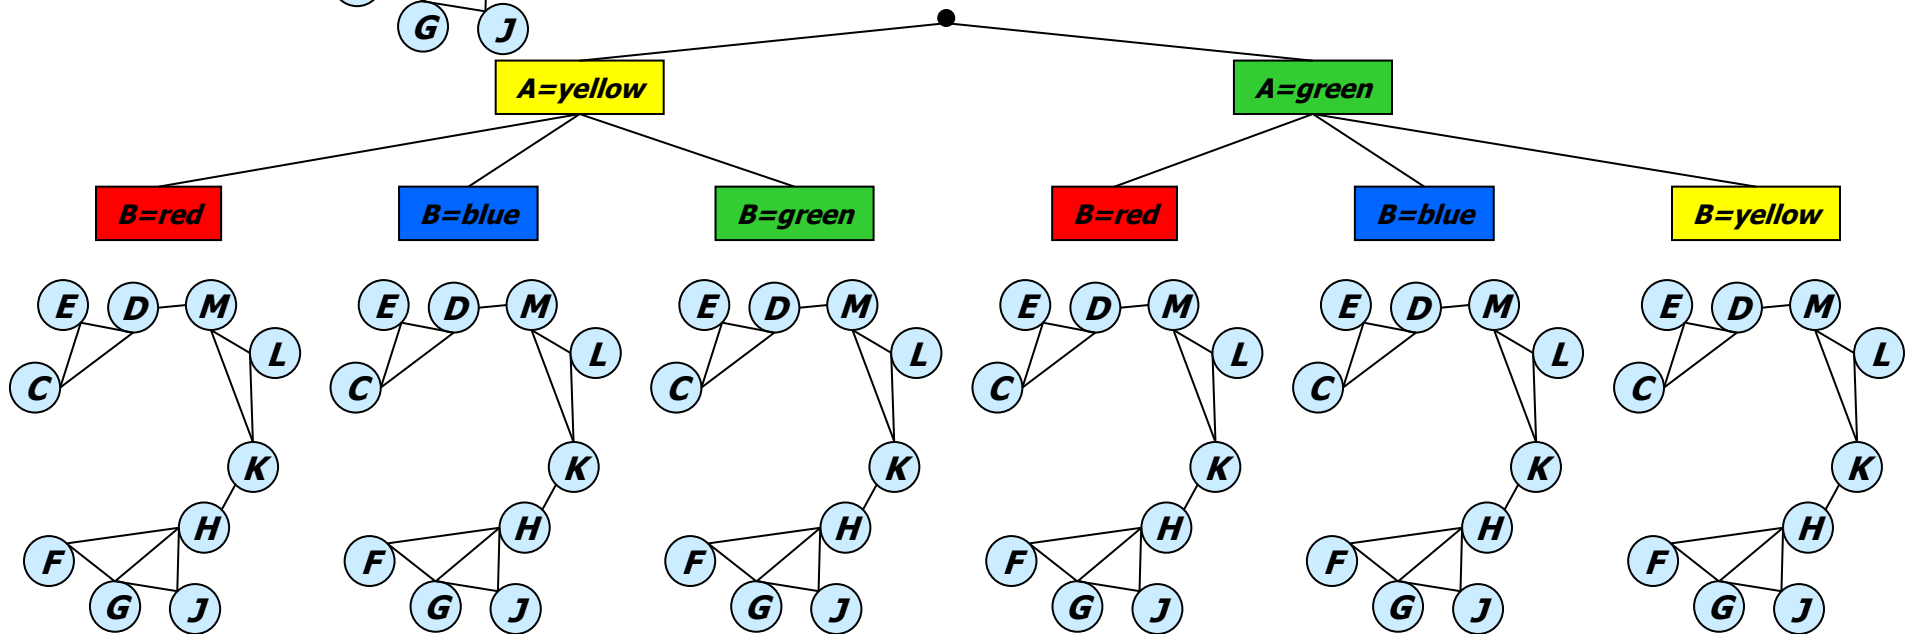 G J
A=yellow A=green
B=red B=blue B=green B=red B=blue B=yellow
E D M E D M E D M E D M E D M E D M
L L L L L L
C C C C C C
K K K K K K
H H H H H H
F F F F F F
G J G J G J G J G J G J